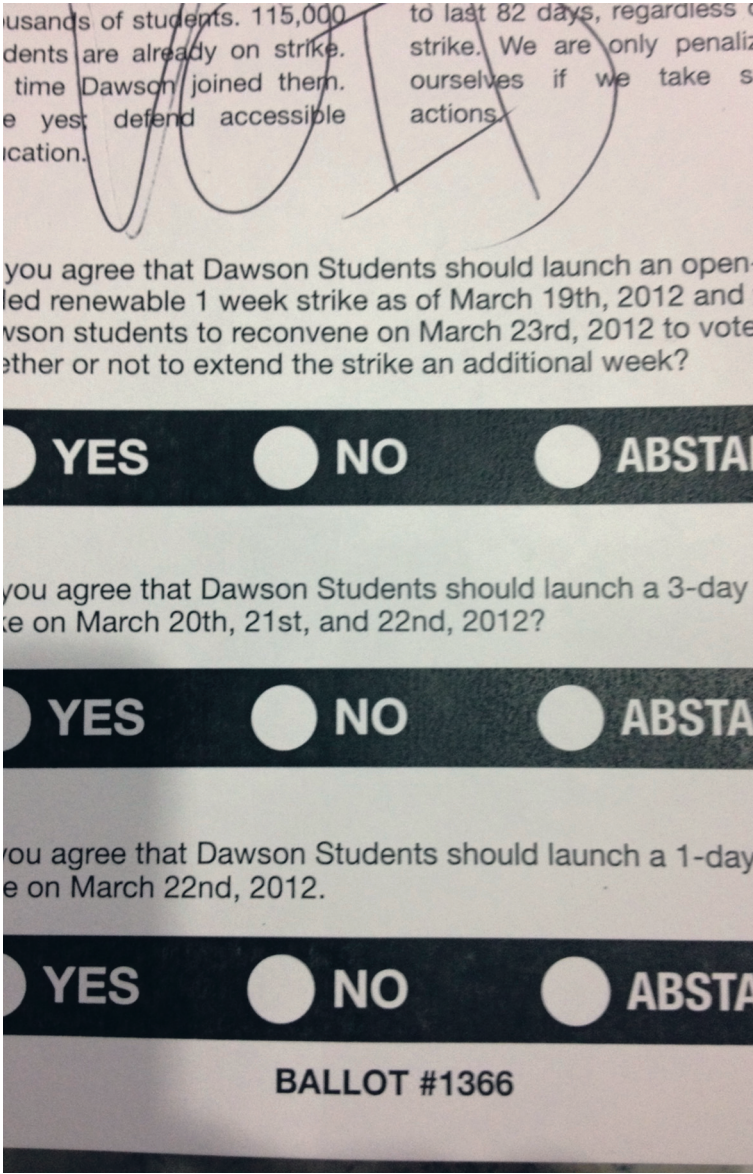 usands of students. 115,000
dents are already on strike.
time Dawson joined them.
e yes; defend accessible
ication.
to last 82 days, regardless o
strike. We are only penaliz
ourselves if we take s
actions.
VOID
you agree that Dawson Students should launch an open-
led renewable 1 week strike as of March 19th, 2012 and
wson students to reconvene on March 23rd, 2012 to vote
ether or not to extend the strike an additional week?
YES NO ABSTAI
you agree that Dawson Students should launch a 3-day
ke on March 20th, 21st, and 22nd, 2012?
YES NO ABSTA
you agree that Dawson Students should launch a 1-day
e on March 22nd, 2012.
YES NO ABSTA
BALLOT #1366